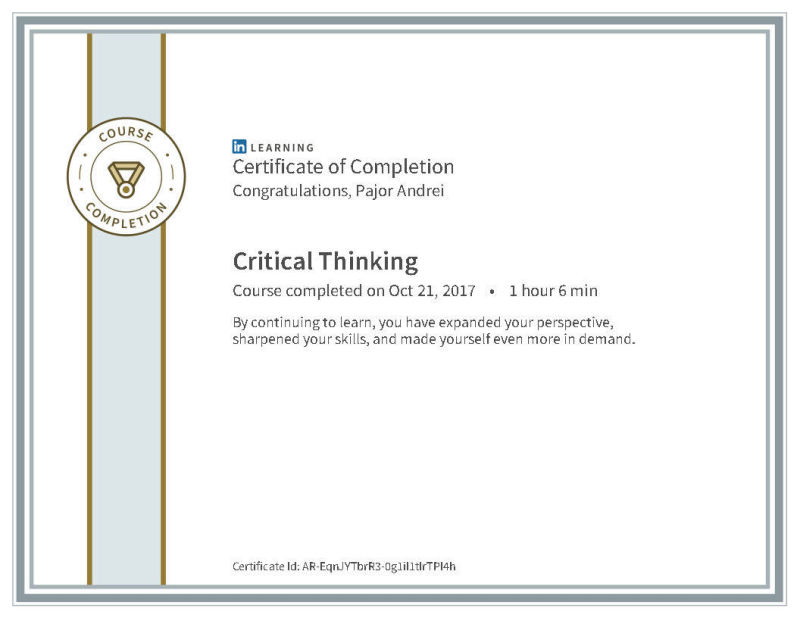 COURSE
COMPLETION
in LEARNING
Certificate of Completion
Congratulations, Pajor Andrei
Critical Thinking
Course completed on Oct 21, 2017 • 1 hour 6 min
By continuing to learn, you have expanded your perspective,
sharpened your skills, and made yourself even more in demand.
Certificate Id: AR-EqnJYTbrR3-0g1il1tlrTPl4h